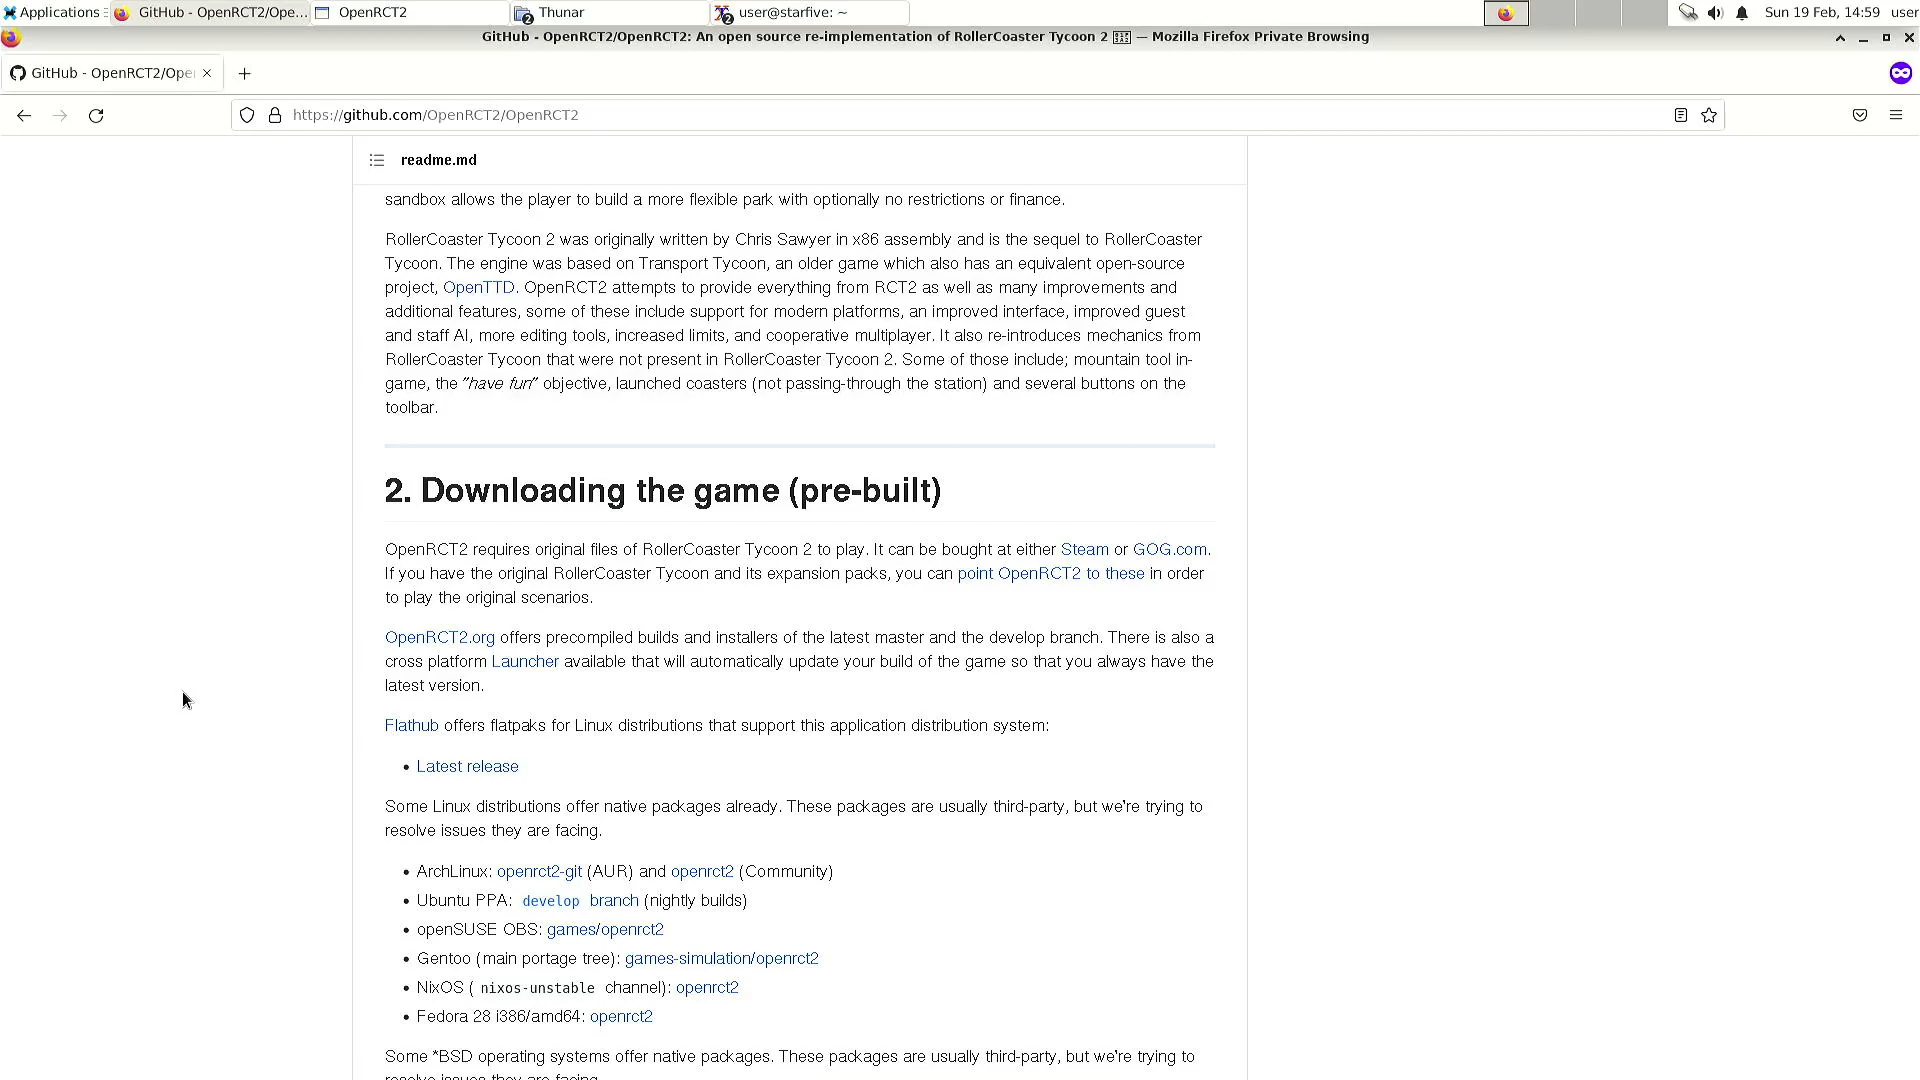 Applications
GitHub - OpenRCT2/Ope...
OpenRCT2
2 Thunar
2 user@starfive: ~
Sun 19 Feb, 14:59
user
GitHub - OpenRCT2/OpenRCT2: An open source re-implementation of RollerCoaster Tycoon 2 — Mozilla Firefox Private Browsing
GitHub - OpenRCT2/Ope
https://github.com/OpenRCT2/OpenRCT2
readme.md
sandbox allows the player to build a more flexible park with optionally no restrictions or finance.
RollerCoaster Tycoon 2 was originally written by Chris Sawyer in x86 assembly and is the sequel to RollerCoaster
Tycoon. The engine was based on Transport Tycoon, an older game which also has an equivalent open-source
project, OpenTTD. OpenRCT2 attempts to provide everything from RCT2 as well as many improvements and
additional features, some of these include support for modern platforms, an improved interface, improved guest
and staff AI, more editing tools, increased limits, and cooperative multiplayer. It also re-introduces mechanics from
RollerCoaster Tycoon that were not present in RollerCoaster Tycoon 2. Some of those include; mountain tool in-
game, the "have fun" objective, launched coasters (not passing-through the station) and several buttons on the
toolbar.
2. Downloading the game (pre-built)
OpenRCT2 requires original files of RollerCoaster Tycoon 2 to play. It can be bought at either Steam or GOG.com.
If you have the original RollerCoaster Tycoon and its expansion packs, you can point OpenRCT2 to these in order
to play the original scenarios.
OpenRCT2.org offers precompiled builds and installers of the latest master and the develop branch. There is also a
cross platform Launcher available that will automatically update your build of the game so that you always have the
latest version.
Flathub offers flatpaks for Linux distributions that support this application distribution system:
• Latest release
Some Linux distributions offer native packages already. These packages are usually third-party, but we're trying to
resolve issues they are facing.
• ArchLinux: openrct2-git (AUR) and openrct2 (Community)
• Ubuntu PPA: develop branch (nightly builds)
• openSUSE OBS: games/openrct2
• Gentoo (main portage tree): games-simulation/openrct2
• NixOS ( nixos-unstable channel): openrct2
• Fedora 28 i386/amd64: openrct2
Some *BSD operating systems offer native packages. These packages are usually third-party, but we're trying to
resolve issues they are facing.